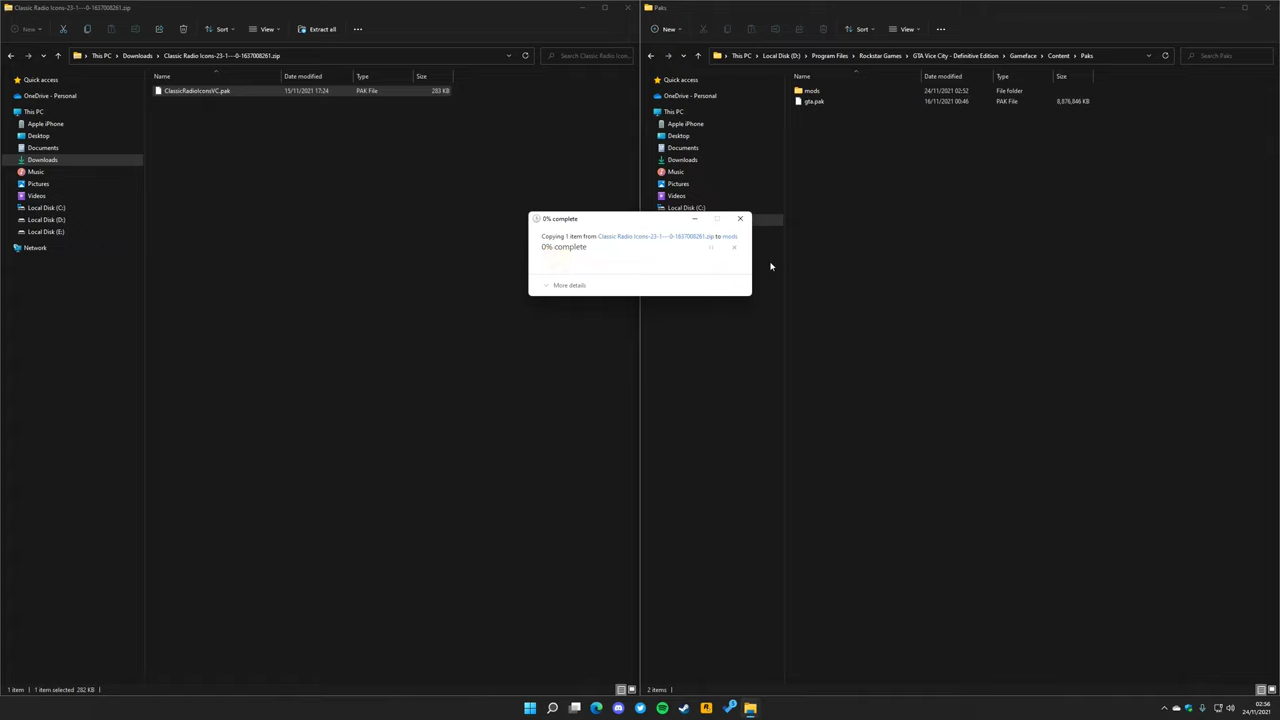 Classic Radio Icons-23-1---0-1637008261.zip
New
Sort
View
Extract all
This PC > Downloads > Classic Radio Icons-23-1---0-1637008261.zip
Search Classic Radio Icon...
Name Date modified Type Size
ClassicRadioIconsVC.pak 15/11/2021 17:24 PAK File 283 KB
Quick access
OneDrive - Personal
This PC
Apple iPhone
Desktop
Documents
Downloads
Music
Pictures
Videos
Local Disk (C:)
Local Disk (D:)
Local Disk (E:)
Network
1 item 1 item selected 282 KB
Paks
New
Sort
View
This PC > Local Disk (D:) > Program Files > Rockstar Games > GTA Vice City - Definitive Edition > Gameface > Content > Paks
Search Paks
Name Date modified Type Size
mods 24/11/2021 02:52 File folder
gta.pak 16/11/2021 00:46 PAK File 8,876,846 KB
Quick access
OneDrive - Personal
This PC
Apple iPhone
Desktop
Documents
Downloads
Music
Pictures
Videos
Local Disk (C:)
2 items
0% complete
Copying 1 item from Classic Radio Icons-23-1---0-1637008261.zip to mods
0% complete
More details
02:56
24/11/2021